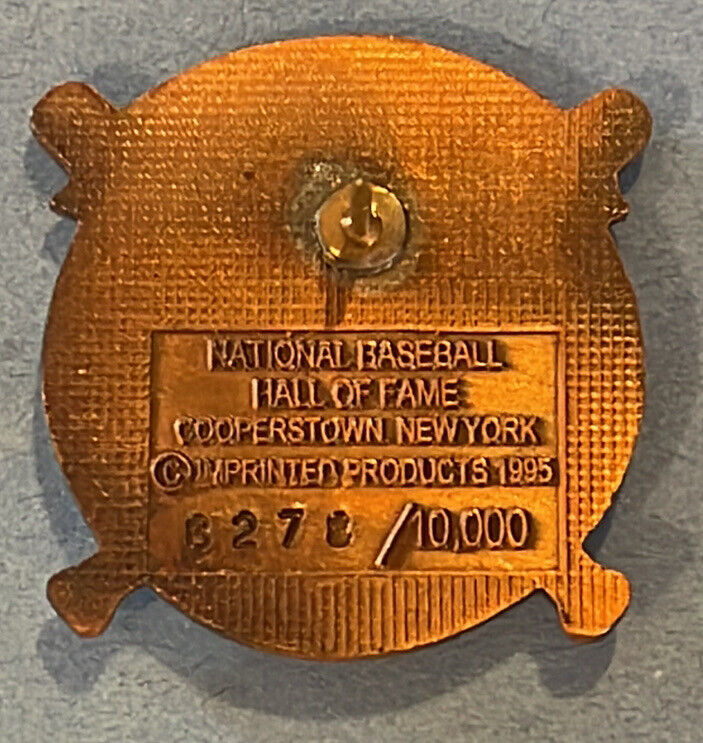 NATIONAL BASEBALL
HALL OF FAME
COOPERSTOWN. NEW YORK
© IMPRINTED PRODUCTS 1995
/10,000